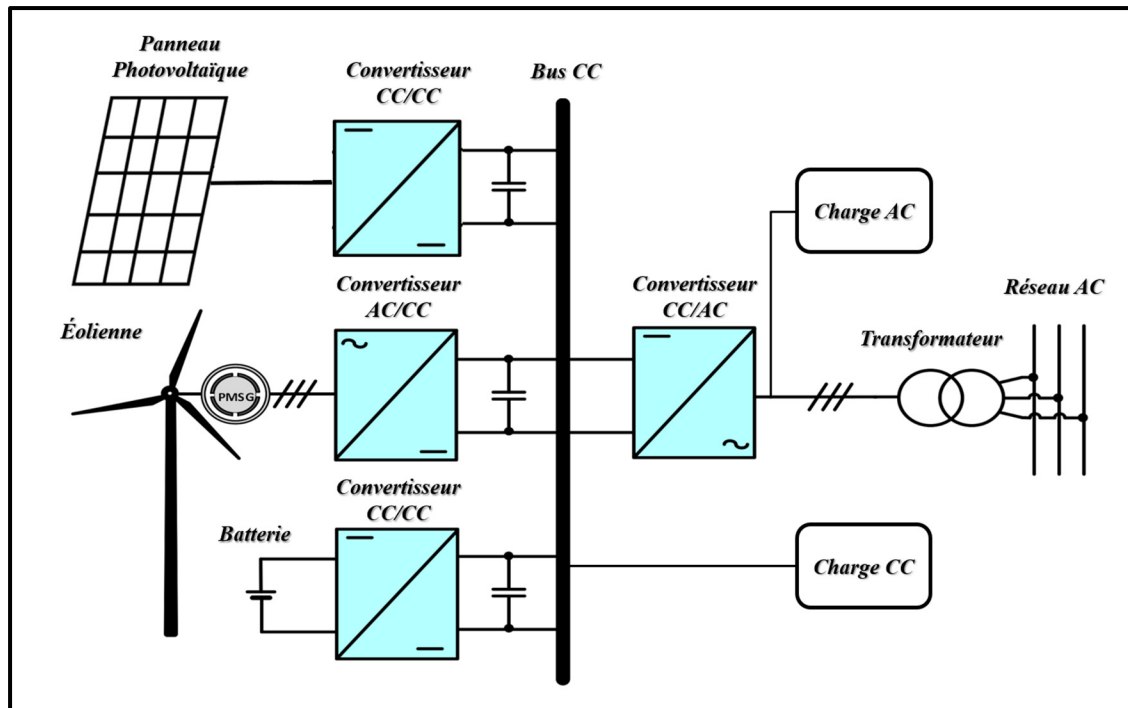 Panneau
Photovoltaïque
Convertisseur
CC/CC
Bus CC
Charge AC
Éolienne
Convertisseur
AC/CC
PMSG
Convertisseur
CC/AC
Réseau AC
Transformateur
Convertisseur
CC/CC
Batterie
Charge CC